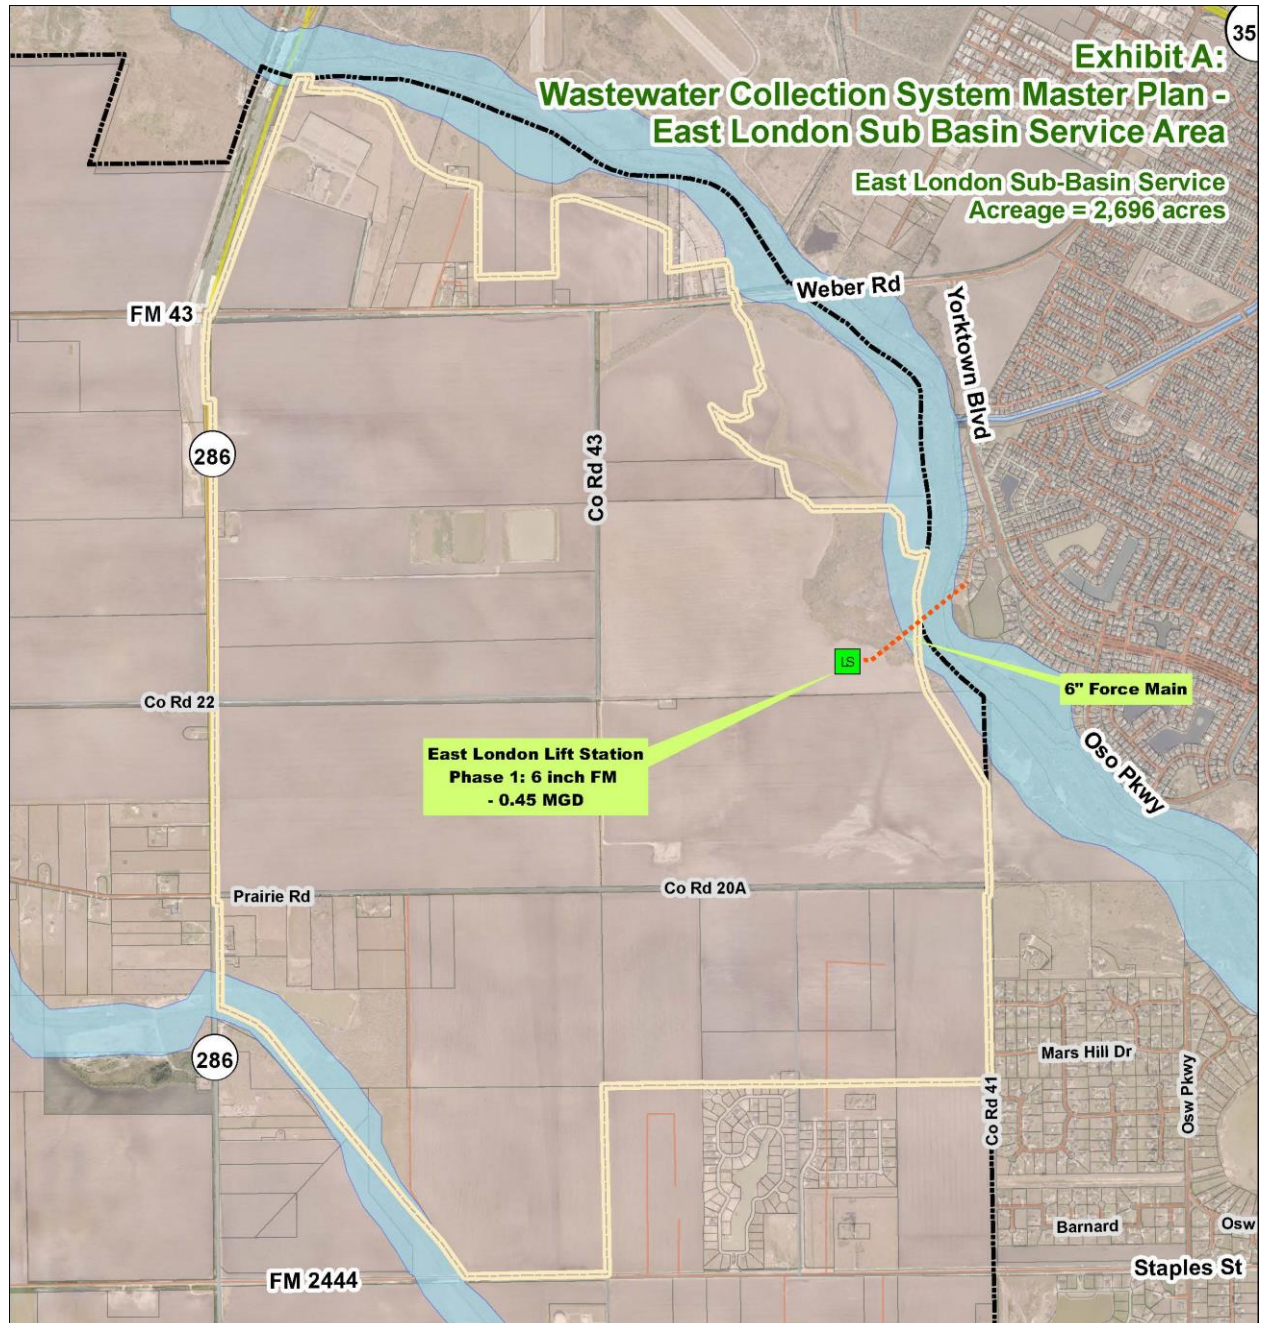 35
Exhibit A:
Wastewater Collection System Master Plan -
East London Sub Basin Service Area
East London Sub-Basin Service
Acreage = 2,696 acres
Weber Rd
FM 43
Yorktown Blvd
286
Co Rd 43
LS
6" Force Main
Co Rd 22
East London Lift Station
Phase 1: 6 inch FM
- 0.45 MGD
Oso Pkwy
Prairie Rd
Co Rd 20A
286
Mars Hill Dr
Co Rd 41
Osw Pkwy
Barnard
Osw
Staples St
FM 2444